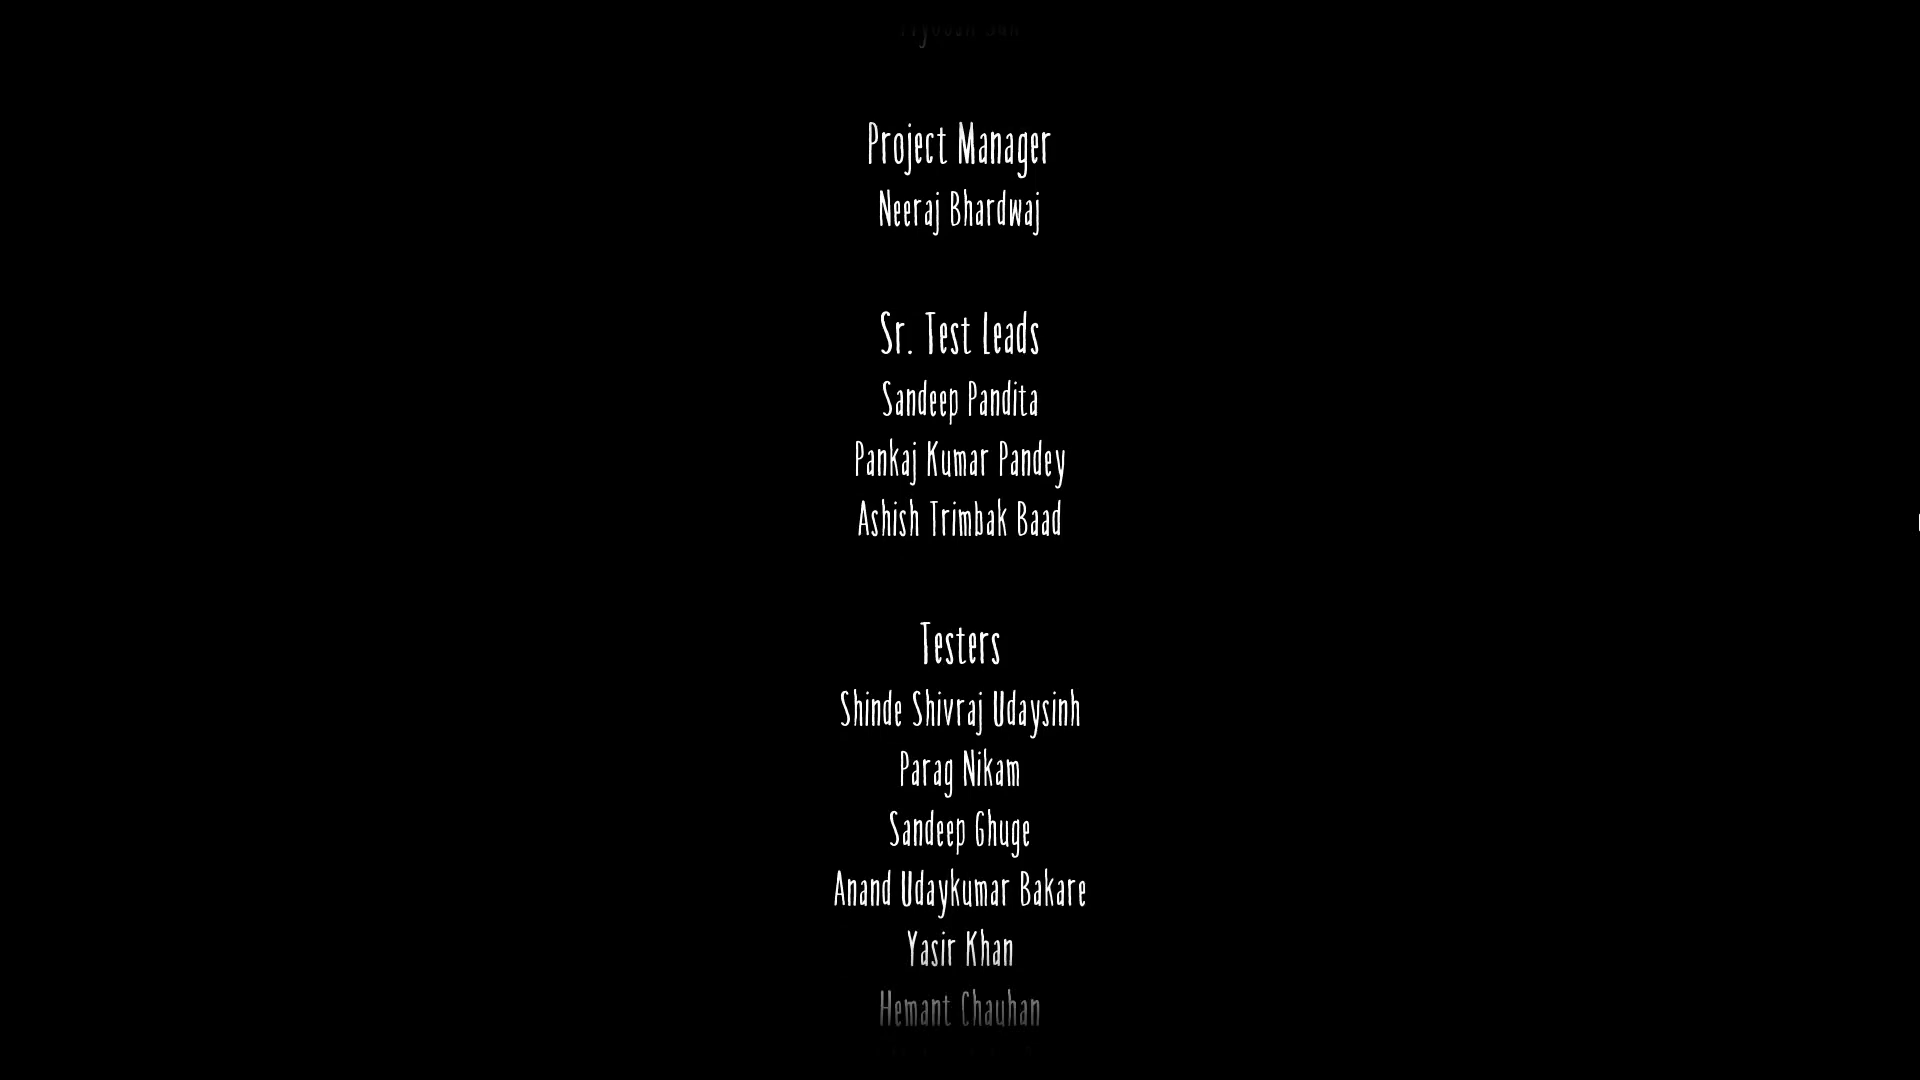 Project Manager
Neeraj Bhardwaj
Sr. Test Leads
Sandeep Pandita
Pankaj Kumar Pandey
Ashish Trimbak Baad
Testers
Shinde Shivraj Udaysinh
Parag Nikam
Sandeep Ghuge
Anand Udaykumar Bakare
Yasir Khan
Hemant Chauhan